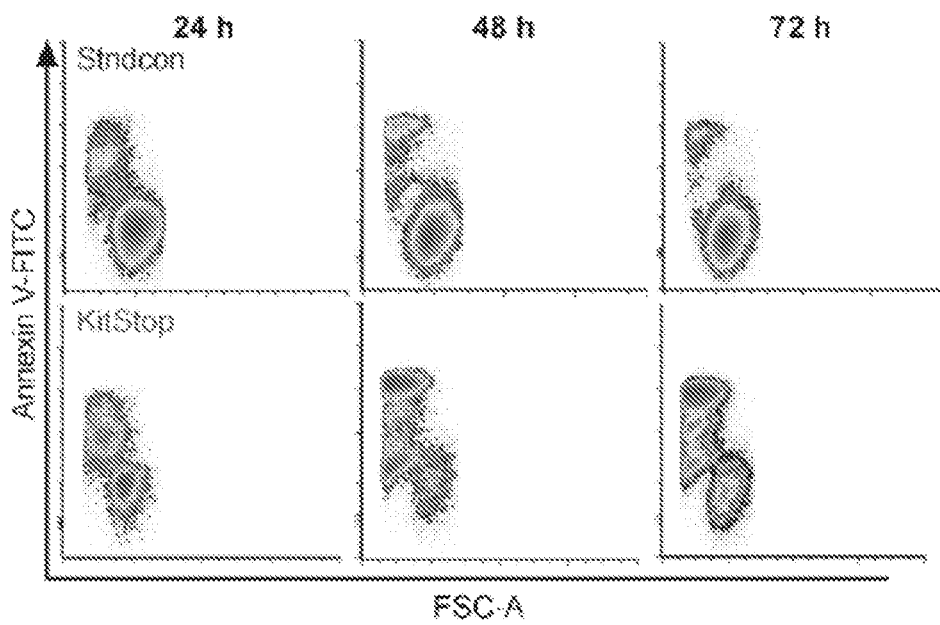 24 h 48 h 72 h
Stndcon
KitStop
Annexin V-FITC
FSC-A